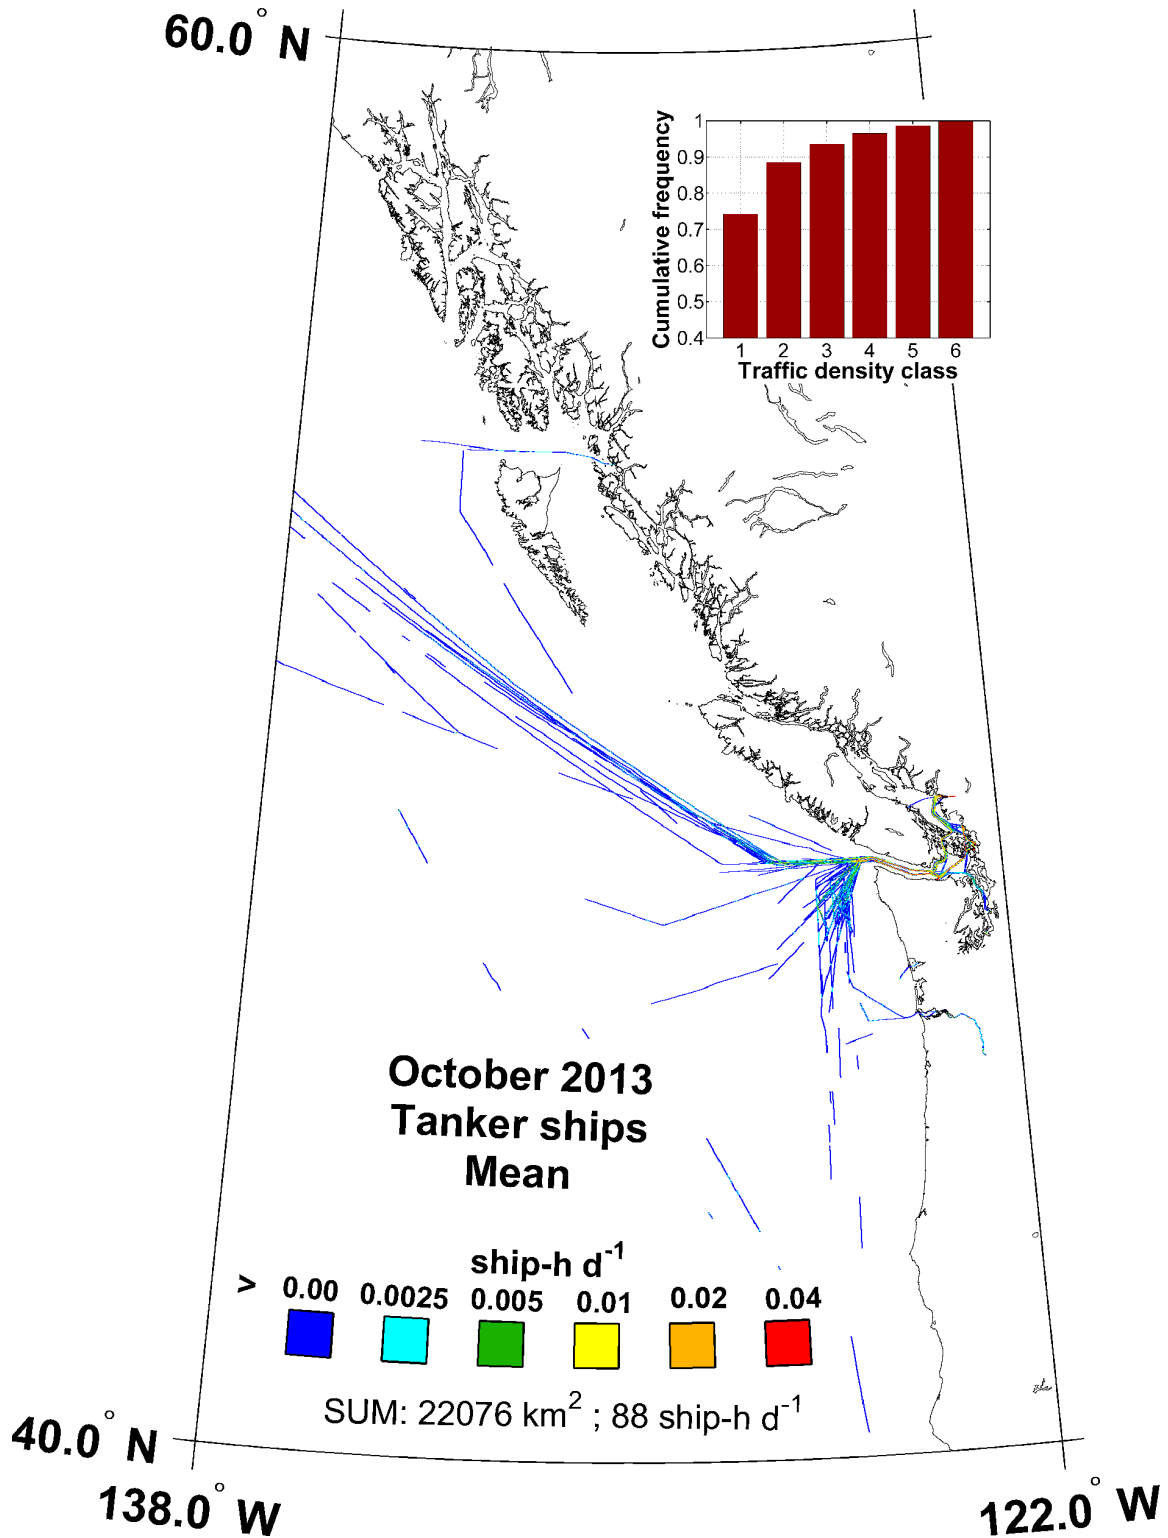 60.0° N
1
0.9
0.8
0.7
0.6
0.5
0.4
Cumulative frequency
1 2 3 4 5 6
Traffic density class
October 2013
Tanker ships
Mean
ship-h d-1
> 0.00 0.0025 0.005 0.01 0.02 0.04
SUM: 22076 km2 ; 88 ship-h d-1
40.0° N
138.0° W
122.0° W